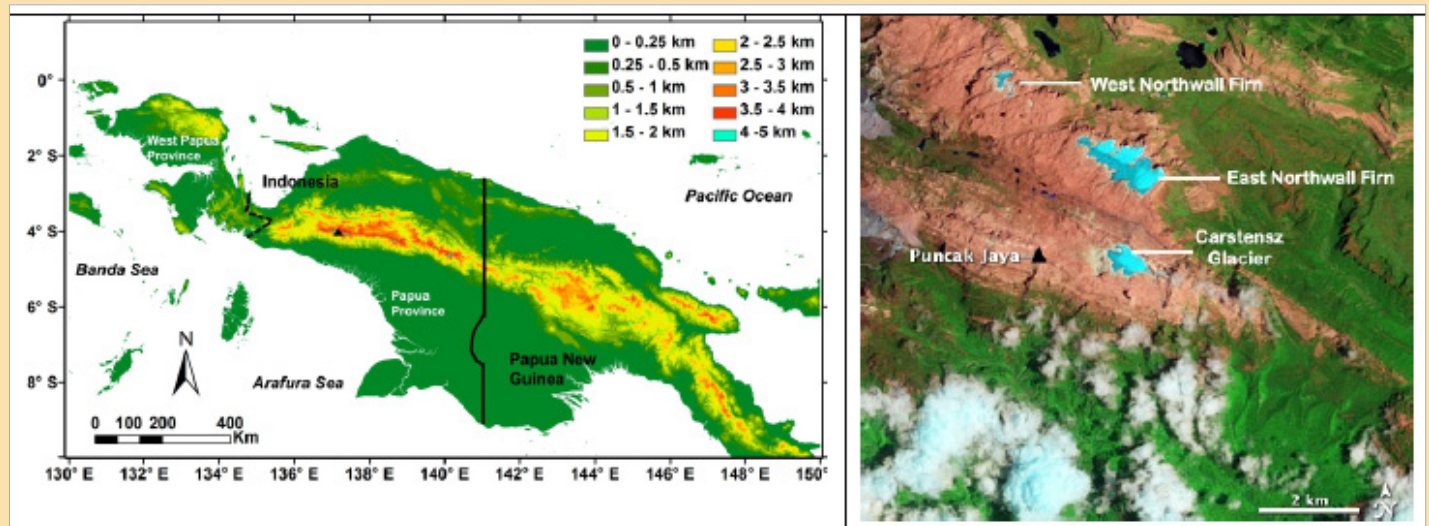 0 - 0.25 km
0.25 - 0.5 km
0.5 - 1 km
1 - 1.5 km
1.5 - 2 km
2 - 2.5 km
2.5 - 3 km
3 - 3.5 km
3.5 - 4 km
4 -5 km
0°
2° S
4° S
6° S
8° S
West Papua
Province
Indonesia
Pacific Ocean
Banda Sea
Papua
Province
N
Arafura Sea
Papua New
Guinea
0 100 200 400
Km
130° E 132° E 134° E 136° E 138° E 140° E 142° E 144° E 146° E 148° E 150° E
West Northwall Firn
East Northwall Firn
Carstensz
Glacier
Puncak Jaya
2 km
N